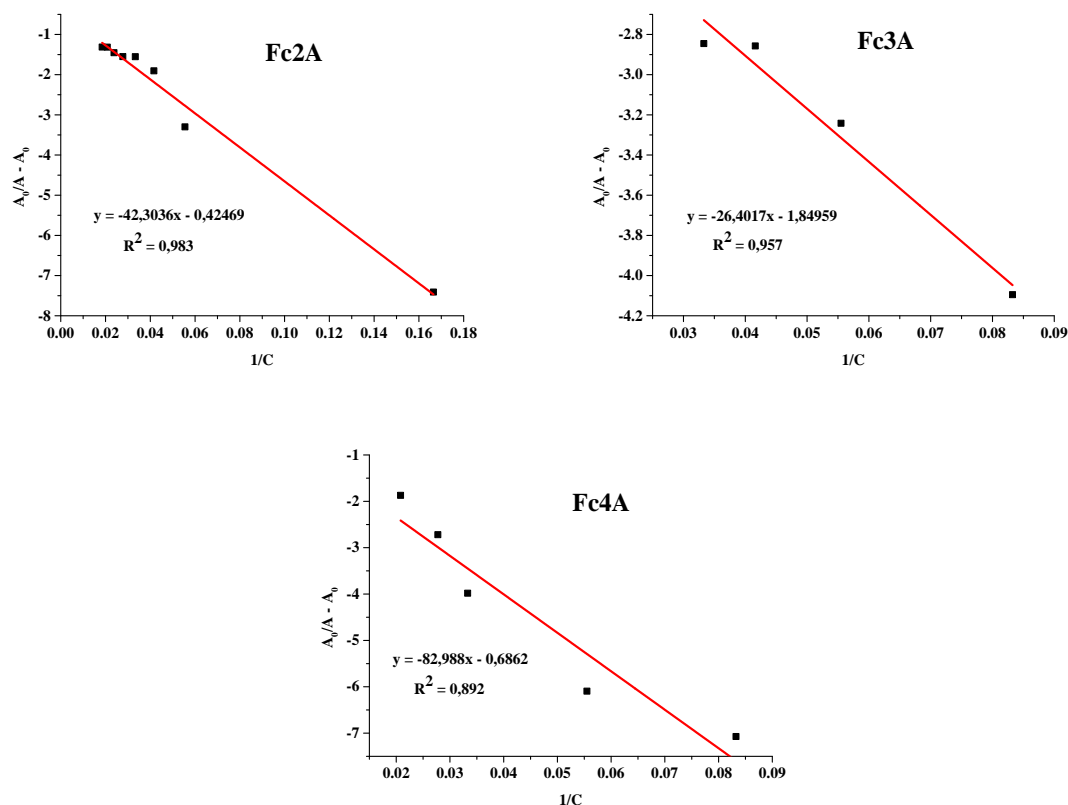 Fc2A
-1
-2
-3
-4
-5
-6
-7
-8
A0/A - A0
y = -42,3036x - 0,42469
R2 = 0,983
0.00 0.02 0.04 0.06 0.08 0.10 0.12 0.14 0.16 0.18
1/C
Fc3A
-2.8
-3.0
-3.2
-3.4
-3.6
-3.8
-4.0
-4.2
A0/A - A0
y = -26,4017x - 1,84959
R2 = 0,957
0.03 0.04 0.05 0.06 0.07 0.08 0.09
1/C
Fc4A
-1
-2
-3
-4
-5
-6
-7
A0/A - A0
y = -82,988x - 0,6862
R2 = 0,892
0.02 0.03 0.04 0.05 0.06 0.07 0.08 0.09
1/C